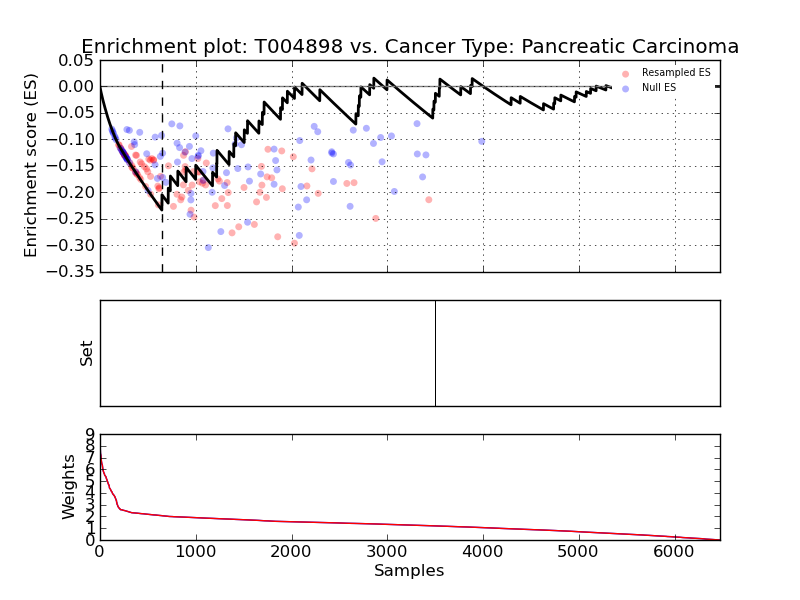 Enrichment plot: T004898 vs. Cancer Type: Pancreatic Carcinoma
Enrichment score (ES)
0.05
0.00
−0.05
−0.10
−0.15
−0.20
−0.25
−0.30
−0.35
Resampled ES
Null ES
Set
Weights
9
8
7
6
5
4
3
2
1
0
0 1000 2000 3000 4000 5000 6000
Samples